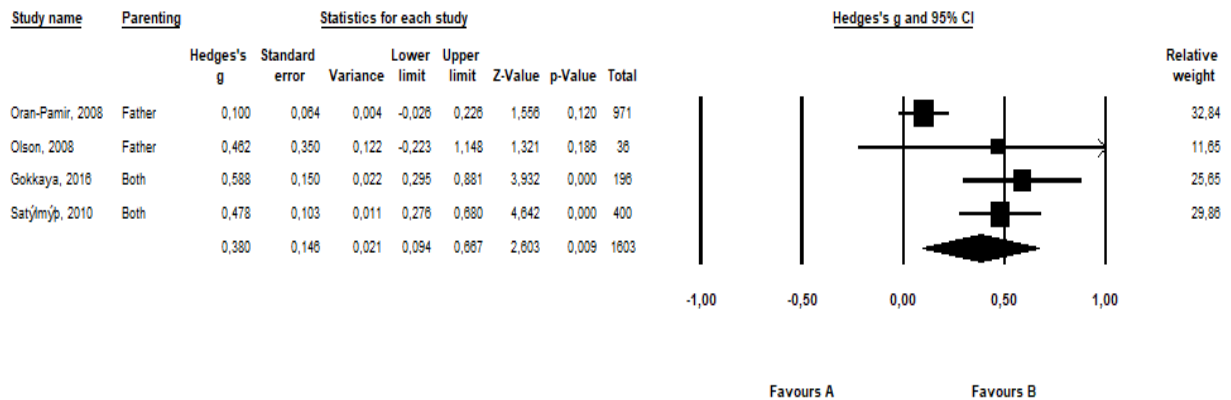 Study name Parenting Statistics for each study Hedges's g and 95% CI
Hedges's g Standard error Variance Lower limit Upper limit Z-Value p-Value Total Relative weight
Oran-Pamir, 2008 Father 0,100 0,064 0,004 -0,026 0,226 1,556 0,120 971 32,84
Olson, 2008 Father 0,462 0,350 0,122 -0,223 1,148 1,321 0,186 36 11,65
Gokkaya, 2016 Both 0,588 0,150 0,022 0,295 0,881 3,932 0,000 196 25,65
Satýlmýþ, 2010 Both 0,478 0,103 0,011 0,276 0,680 4,642 0,000 400 29,86
0,380 0,146 0,021 0,094 0,667 2,603 0,009 1603
-1,00 -0,50 0,00 0,50 1,00
Favours A Favours B